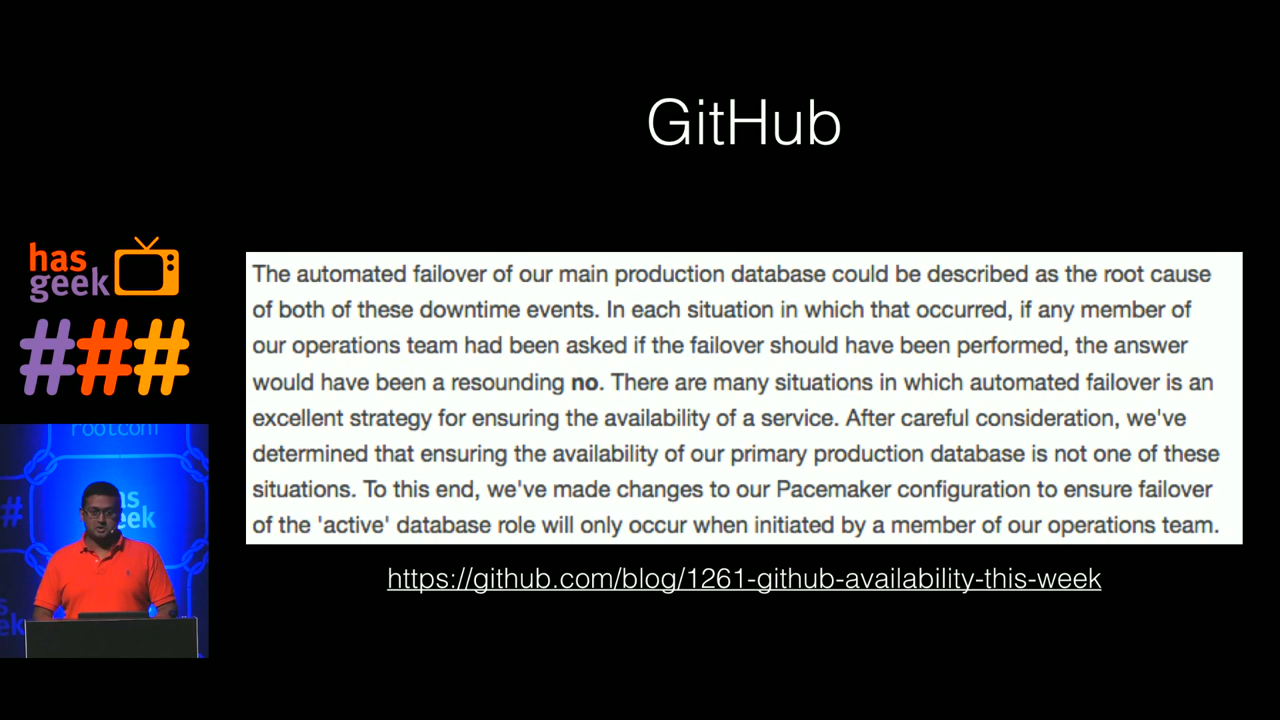 GitHub
has
geek
###
The automated failover of our main production database could be described as the root cause
of both of these downtime events. In each situation in which that occurred, if any member of
our operations team had been asked if the failover should have been performed, the answer
would have been a resounding no. There are many situations in which automated failover is an
excellent strategy for ensuring the availability of a service. After careful consideration, we've
determined that ensuring the availability of our primary production database is not one of these
situations. To this end, we've made changes to our Pacemaker configuration to ensure failover
of the 'active' database role will only occur when initiated by a member of our operations team.
https://github.com/blog/1261-github-availability-this-week
rootconf
#
has
geek